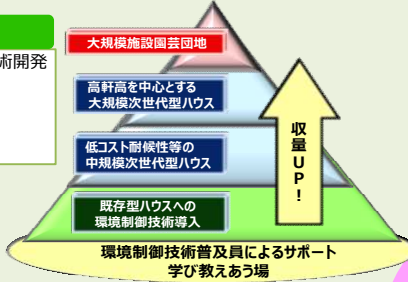 術開発
大規模施設園芸団地
高軒高を中心とする
大規模次世代型ハウス
低コスト耐候性等の
中規模次世代型ハウス
既存型ハウスへの
環境制御技術導入
収量UP!
環境制御技術普及員によるサポート
学び教えあう場